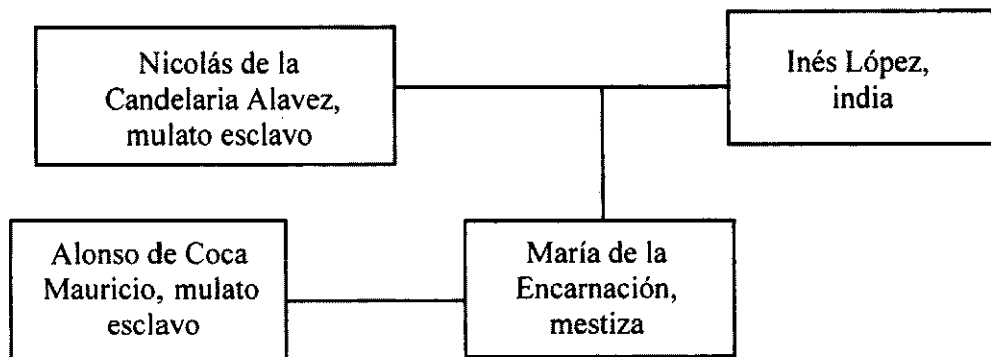 Nicolás de la
Candelaria Alavez,
mulato esclavo
Inés López,
india
Alonso de Coca
Mauricio, mulato
esclavo
María de la
Encarnación,
mestiza